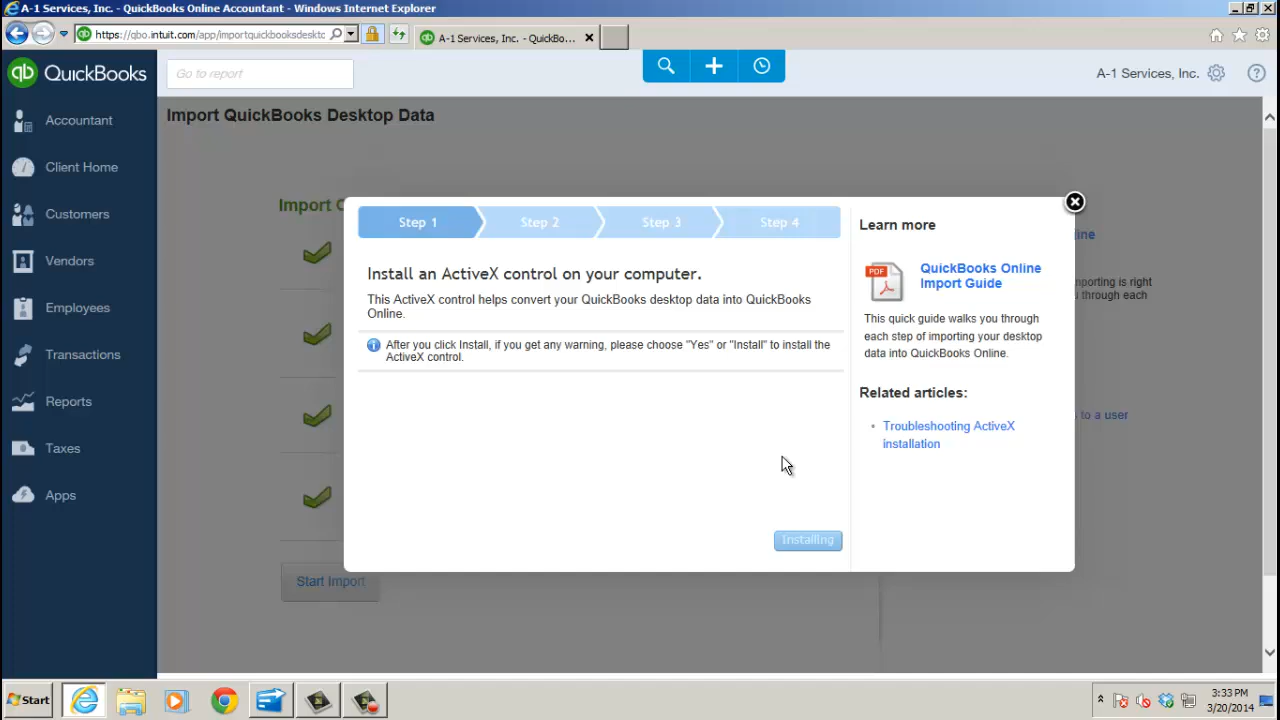 A-1 Services, Inc. - QuickBooks Online Accountant - Windows Internet Explorer
https://qbo.intuit.com/app/importquickbooksdeskto
A-1 Services, Inc. - QuickBo...
qb QuickBooks
Go to report
A-1 Services, Inc.
Import QuickBooks Desktop Data
Accountant
Client Home
Customers
Vendors
Employees
Transactions
Reports
Taxes
Apps
Import
Step 1
Step 2
Step 3
Step 4
Install an ActiveX control on your computer.
This ActiveX control helps convert your QuickBooks desktop data into QuickBooks
Online.
After you click Install, if you get any warning, please choose "Yes" or "Install" to install the
ActiveX control.
Installing
Learn more
PDF
QuickBooks Online
Import Guide
This quick guide walks you through
each step of importing your desktop
data into QuickBooks Online.
Related articles:
Troubleshooting ActiveX
installation
line
mporting is right
u through each
s to a user
Start Import
Start
3:33 PM
3/20/2014